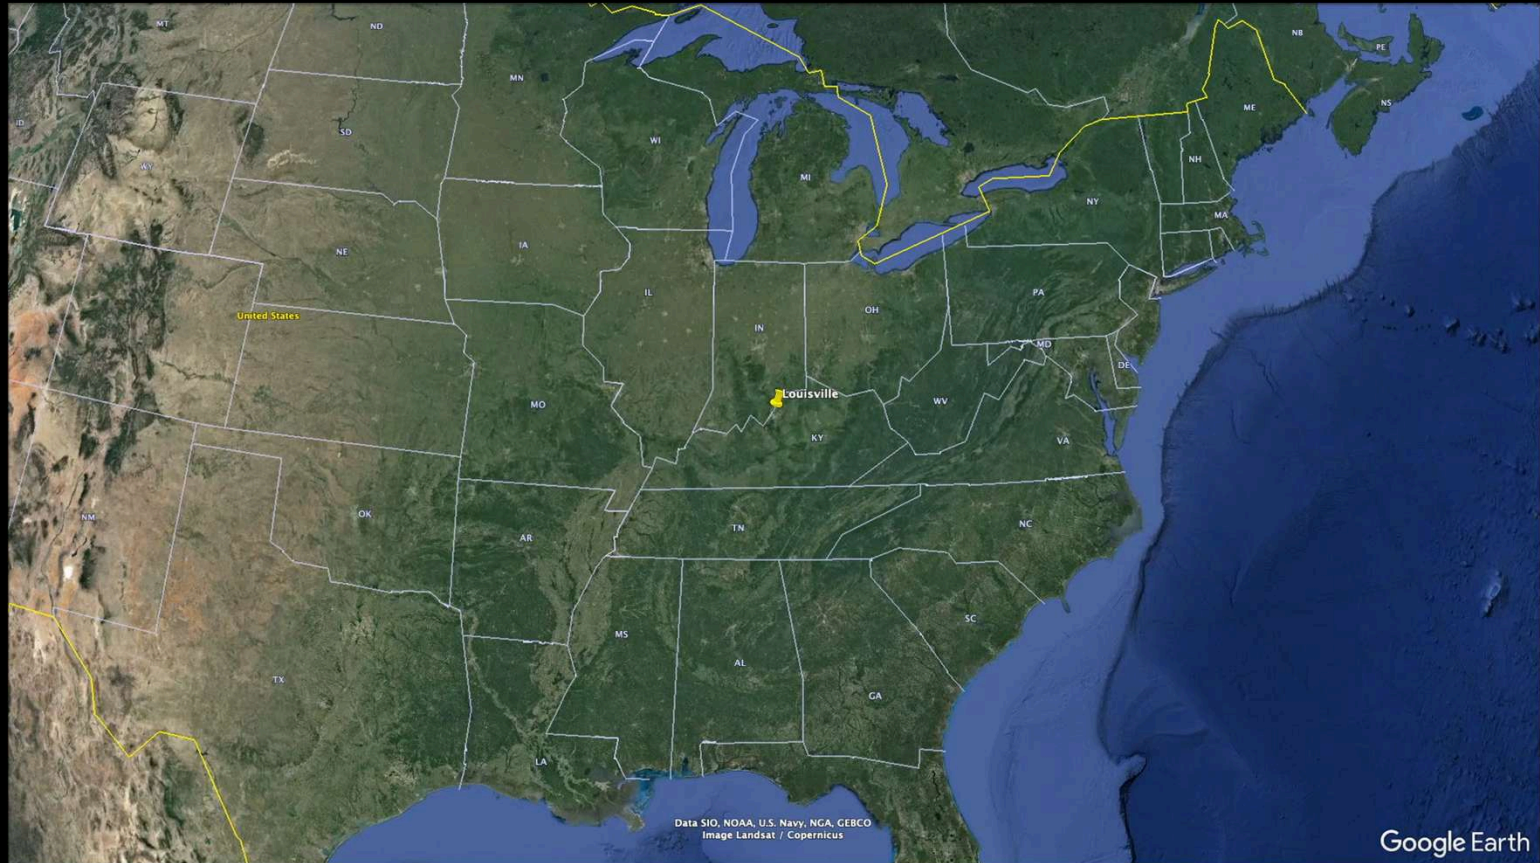 MT
ND
MN
NB
PE
NS
ME
ID
SD
WI
WY
NH
MI
NY
MA
IA
NE
IL
PA
OH
United States
IN
MD
DE
Louisville
MO
WV
KY
VA
OK
NM
AR
TN
NC
SC
MS
AL
TX
GA
LA
Data SIO, NOAA, U.S. Navy, NGA, GEBCO
Image Landsat / Copernicus
Google Earth